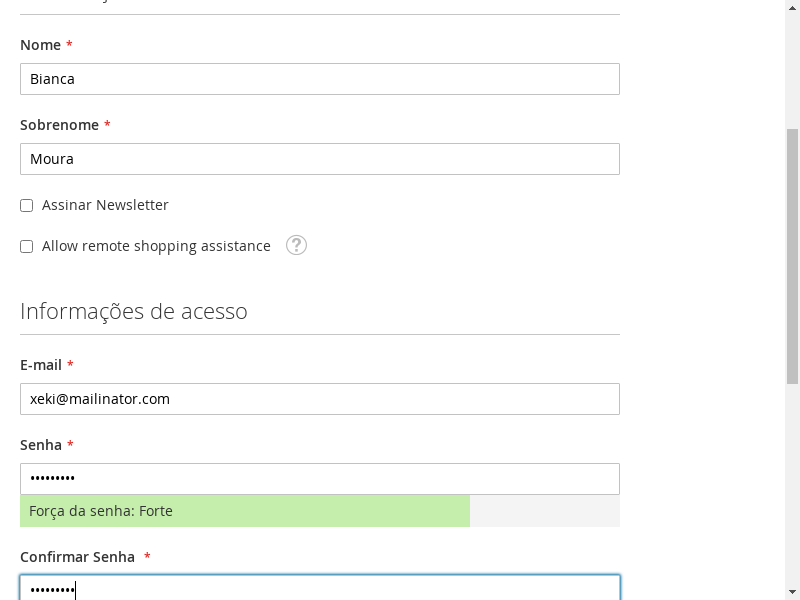 Nome *
Bianca
Sobrenome *
Moura
Assinar Newsletter
Allow remote shopping assistance ?
Informações de acesso
E-mail *
xeki@mailinator.com
Senha *
•••••••••
Força da senha: Forte
Confirmar Senha *
•••••••••